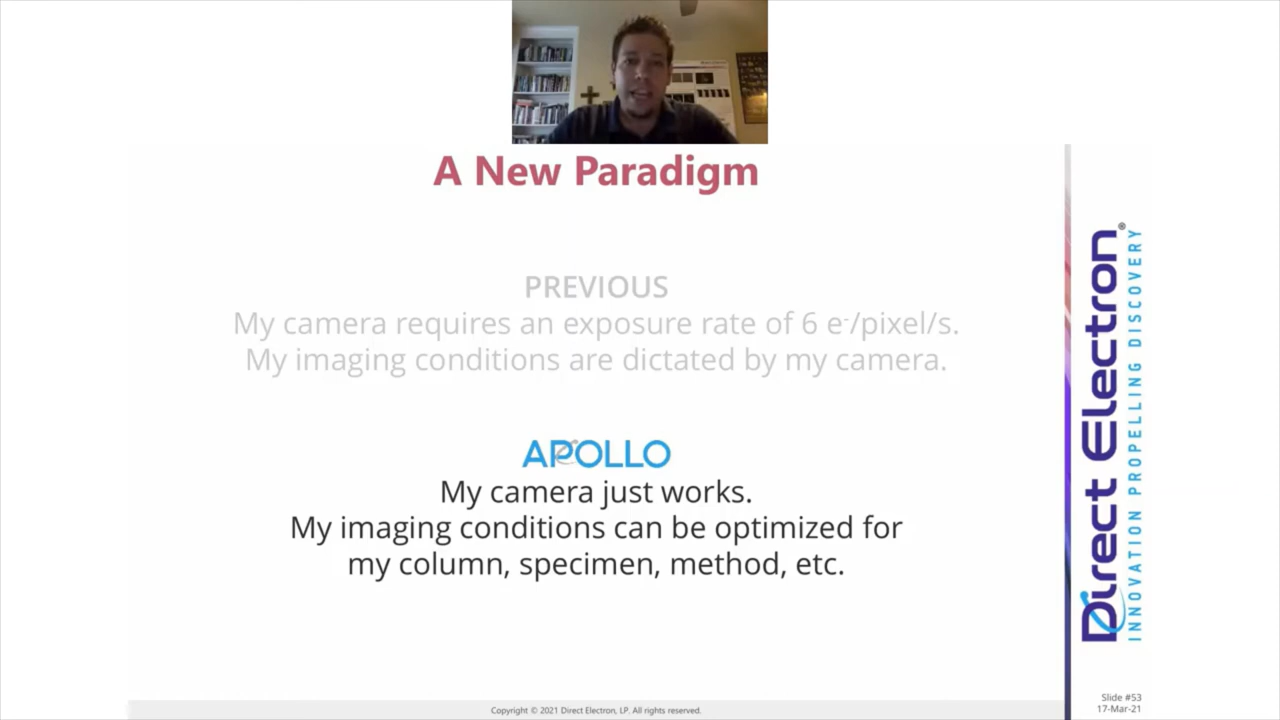 A New Paradigm
PREVIOUS
My camera requires an exposure rate of 6 e-/pixel/s.
My imaging conditions are dictated by my camera.
APOLLO
My camera just works.
My imaging conditions can be optimized for
my column, specimen, method, etc.
Direct Electron®
INNOVATION PROPELLING DISCOVERY
Slide #53
17-Mar-21
Copyright © 2021 Direct Electron, LP. All rights reserved.